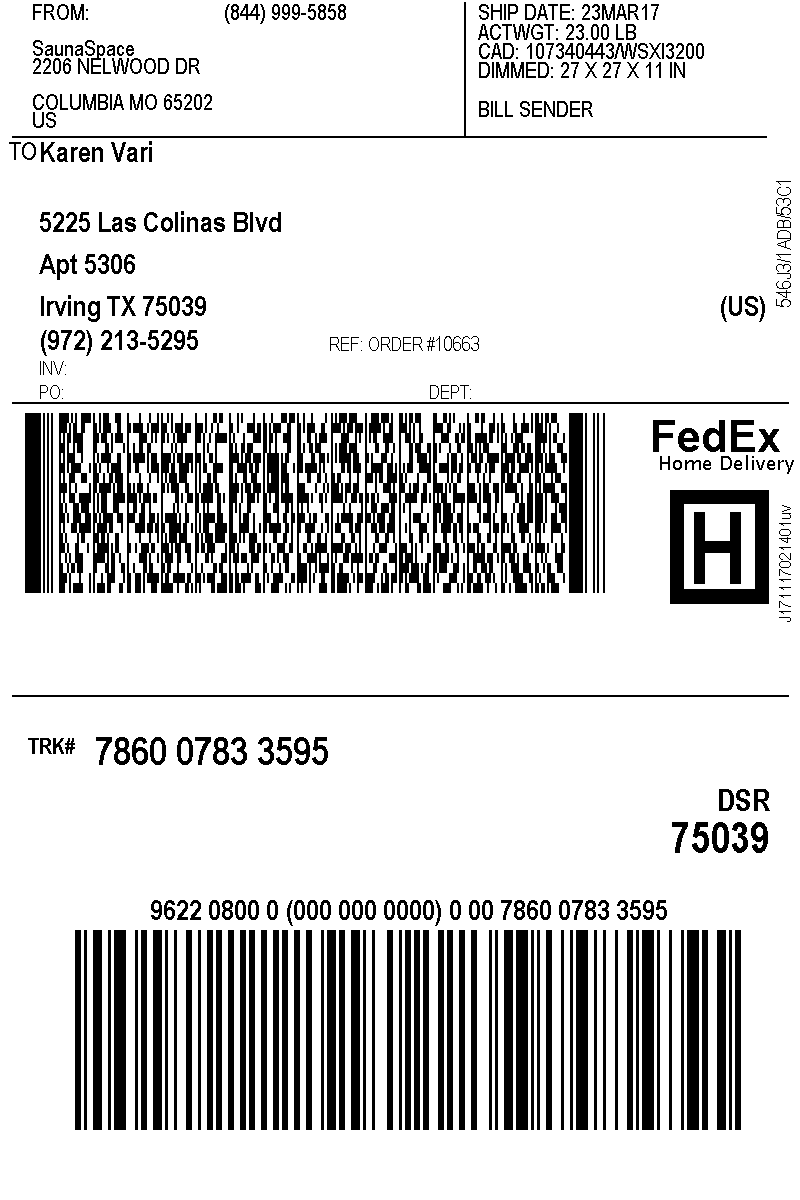 FROM: (844) 999-5858
SaunaSpace
2206 NELWOOD DR
COLUMBIA MO 65202
US
SHIP DATE: 23MAR17
ACTWGT: 23.00 LB
CAD: 107340443/WSXI3200
DIMMED: 27 X 27 X 11 IN
BILL SENDER
TO Karen Vari
5225 Las Colinas Blvd
Apt 5306
Irving TX 75039 (US)
(972) 213-5295 REF: ORDER #10663
INV:
PO: DEPT:
546J3/1ADB/53C1
FedEx
Home Delivery
H
J171117021401uv
TRK# 7860 0783 3595
DSR
75039
9622 0800 0 (000 000 0000) 0 00 7860 0783 3595